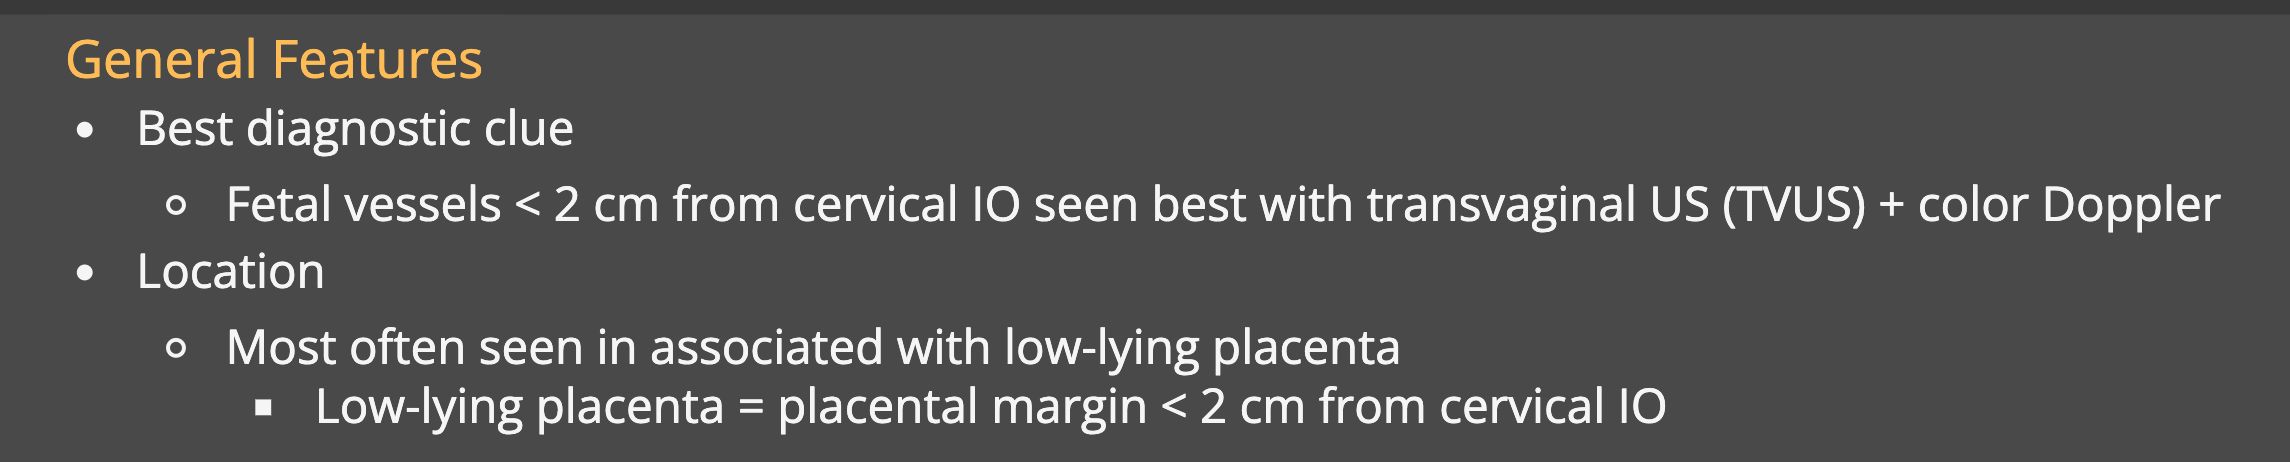 General Features
• Best diagnostic clue
○ Fetal vessels < 2 cm from cervical IO seen best with transvaginal US (TVUS) + color Doppler
• Location
○ Most often seen in associated with low-lying placenta
▪ Low-lying placenta = placental margin < 2 cm from cervical IO